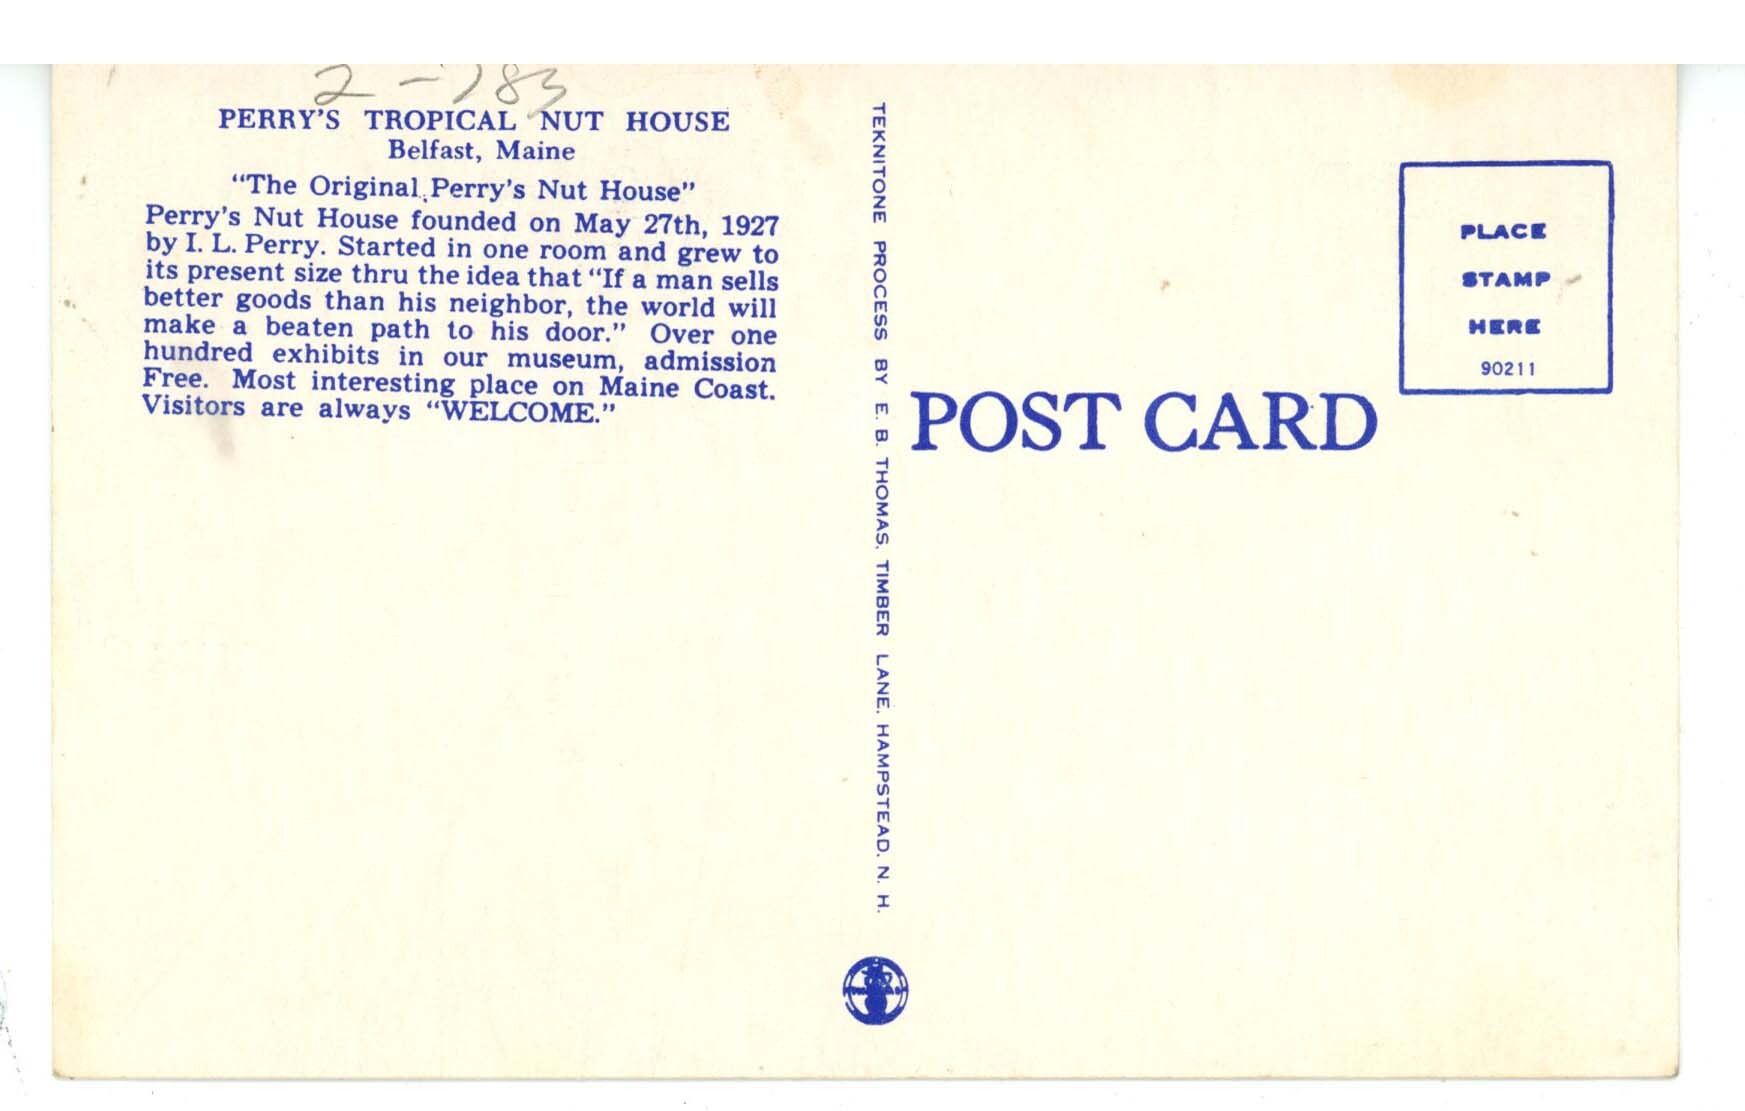 2-783
PERRY'S TROPICAL NUT HOUSE
Belfast, Maine
"The Original Perry's Nut House"
Perry's Nut House founded on May 27th, 1927
by I. L. Perry. Started in one room and grew to
its present size thru the idea that "If a man sells
better goods than his neighbor, the world will
make a beaten path to his door." Over one
hundred exhibits in our museum, admission
Free. Most interesting place on Maine Coast.
Visitors are always "WELCOME."
TEKNITONE PROCESS BY E. B. THOMAS, TIMBER LANE, HAMPSTEAD, N. H.
POST CARD
PLACE
STAMP
HERE
90211